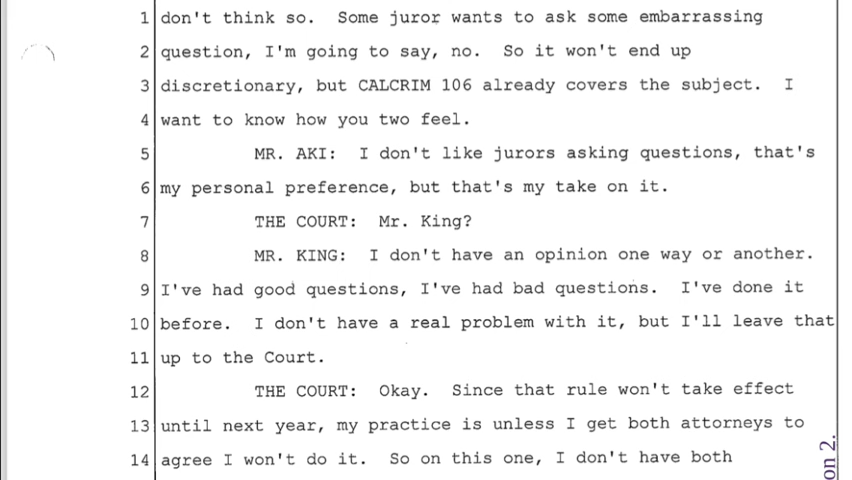 1 don't think so. Some juror wants to ask some embarrassing
2 question, I'm going to say, no. So it won't end up
3 discretionary, but CALCRIM 106 already covers the subject. I
4 want to know how you two feel.
5 MR. AKI: I don't like jurors asking questions, that's
6 my personal preference, but that's my take on it.
7 THE COURT: Mr. King?
8 MR. KING: I don't have an opinion one way or another.
9 I've had good questions, I've had bad questions. I've done it
10 before. I don't have a real problem with it, but I'll leave that
11 up to the Court.
12 THE COURT: Okay. Since that rule won't take effect
13 until next year, my practice is unless I get both attorneys to
14 agree I won't do it. So on this one, I don't have both
on 2.